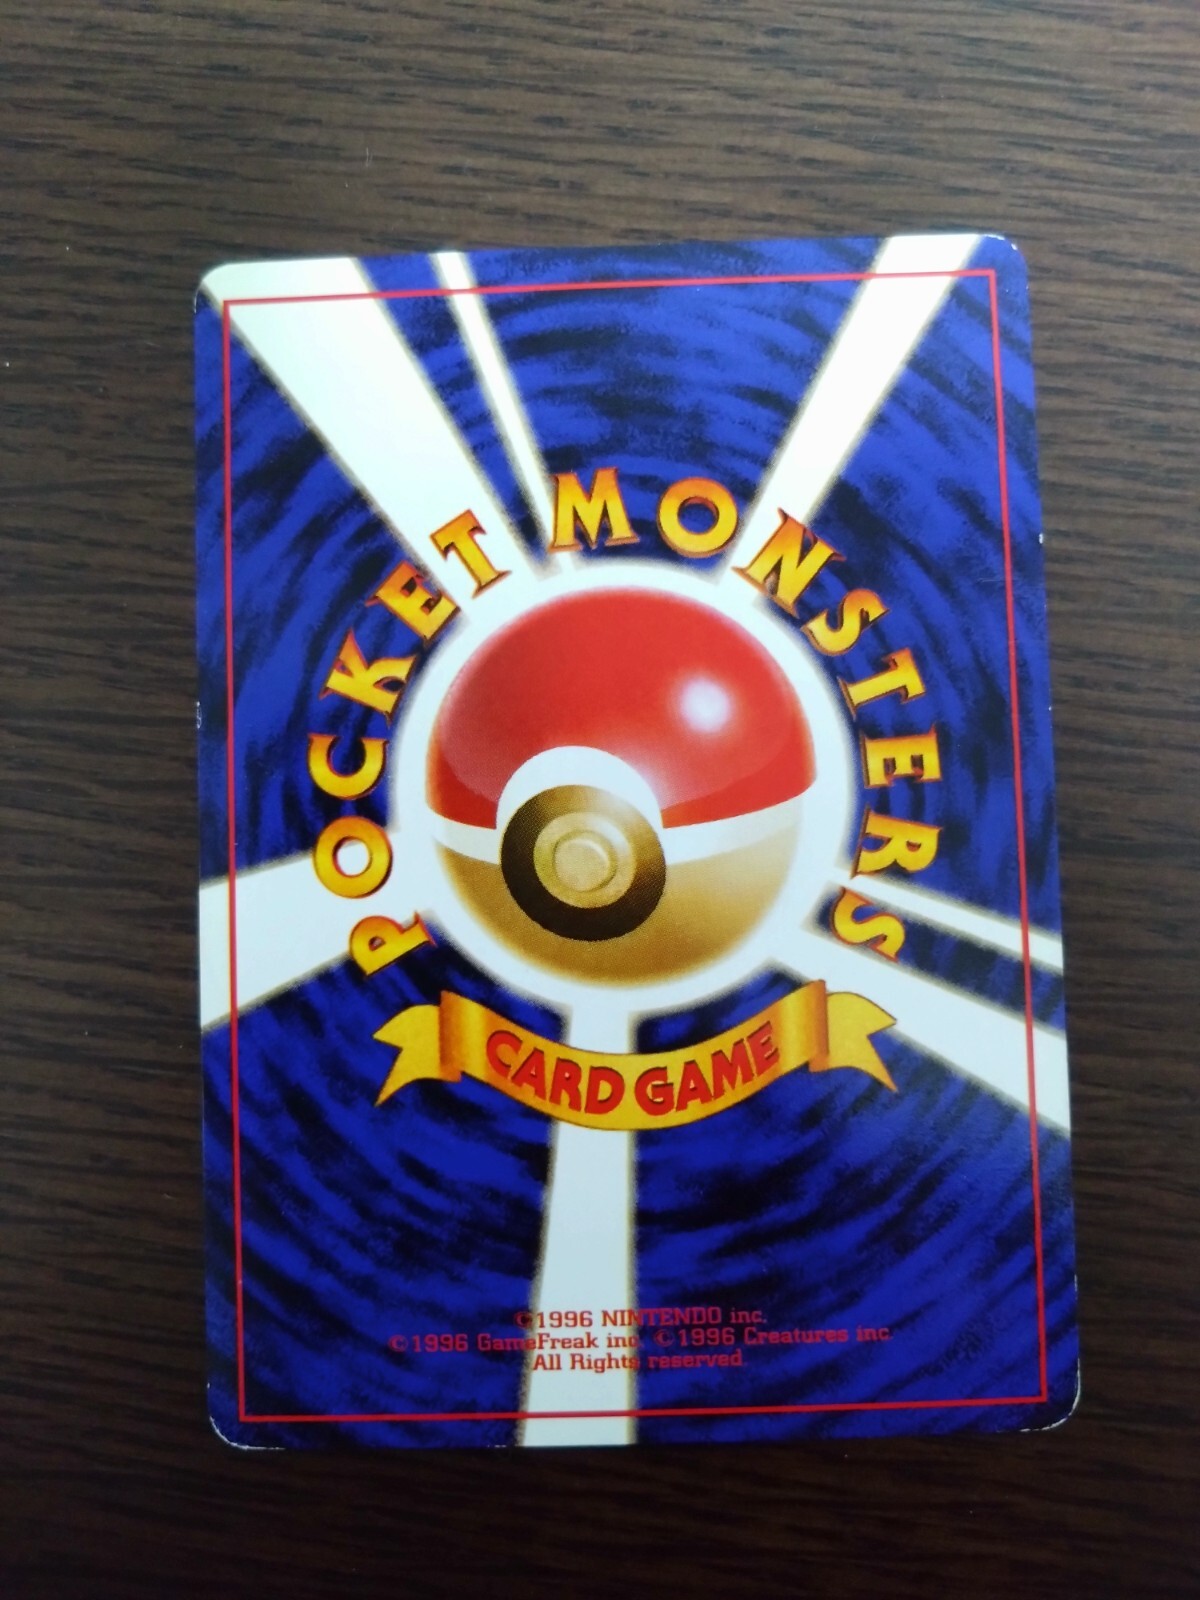 POCKET MONSTERS
CARD GAME
©1996 NINTENDO inc.
©1996 GameFreak inc. ©1996 Creatures inc.
All Rights reserved.